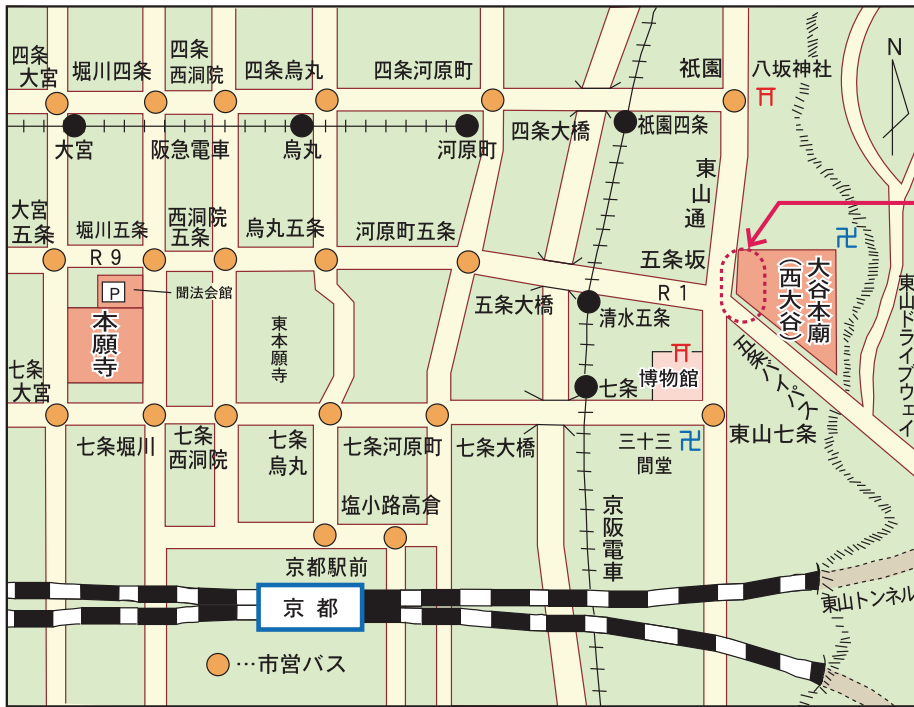 四条
大宮
堀川四条
四条
西洞院
四条烏丸
四条河原町
祇園
八坂神社
N
大宮
阪急電車
烏丸
河原町
四条大橋
祇園四条
東山通
大宮
五条
堀川五条
西洞院
五条
烏丸五条
河原町五条
五条坂
R 9
R 1
P
聞法会館
本願寺
東本願寺
五条大橋
清水五条
大谷本廟
(西大谷)
東山ドライブウェイ
五条バイパス
七条
大宮
七条
博物館
七条堀川
七条
西洞院
七条
烏丸
七条河原町
七条大橋
三十三
間堂
東山七条
塩小路高倉
京阪電車
京都駅前
京都
東山トンネル
…市営バス